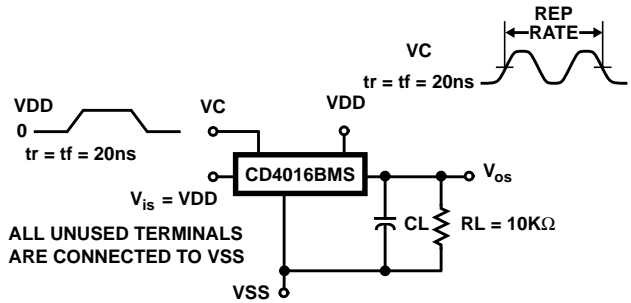 REP
RATE
VC
tr = tf = 20ns
VDD
0
tr = tf = 20ns
VC
VDD
CD4016BMS
Vis = VDD
Vos
CL
RL = 10KΩ
ALL UNUSED TERMINALS
ARE CONNECTED TO VSS
VSS